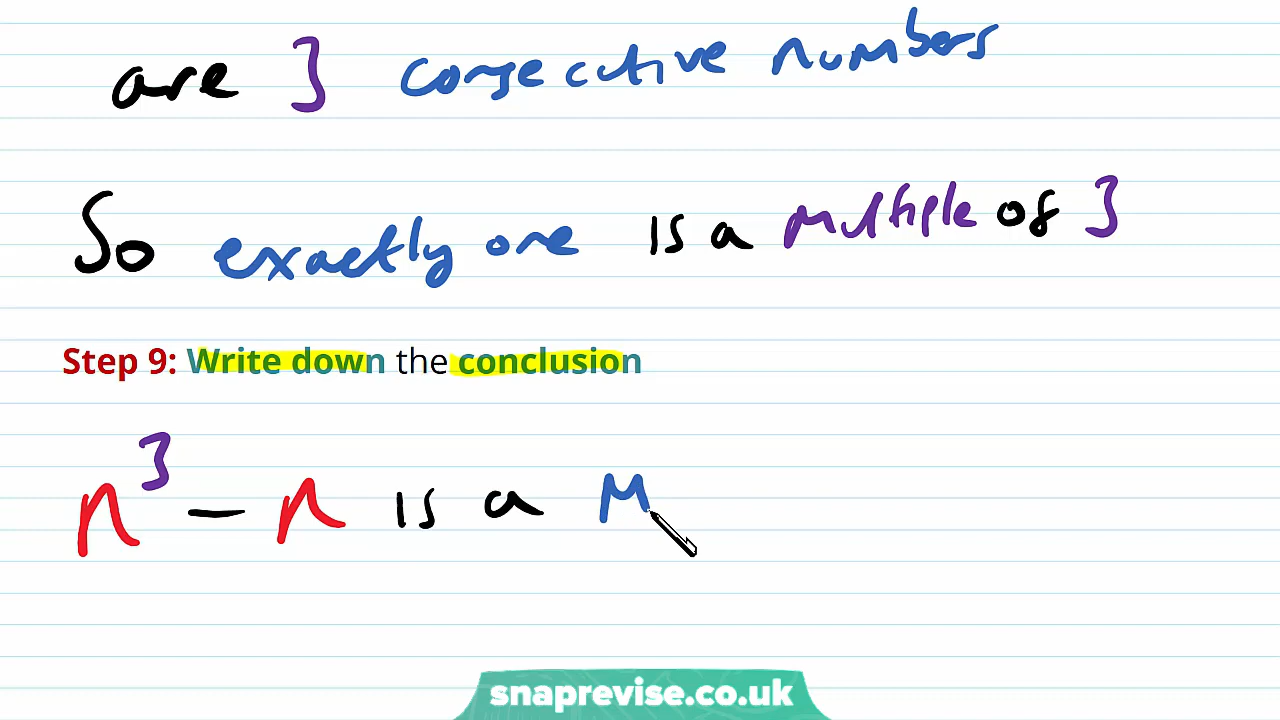 are 3 consecutive numbers
So exactly one is a multiple of 3
Step 9: Write down the conclusion
n³ – n is a m
snaprevise.co.uk